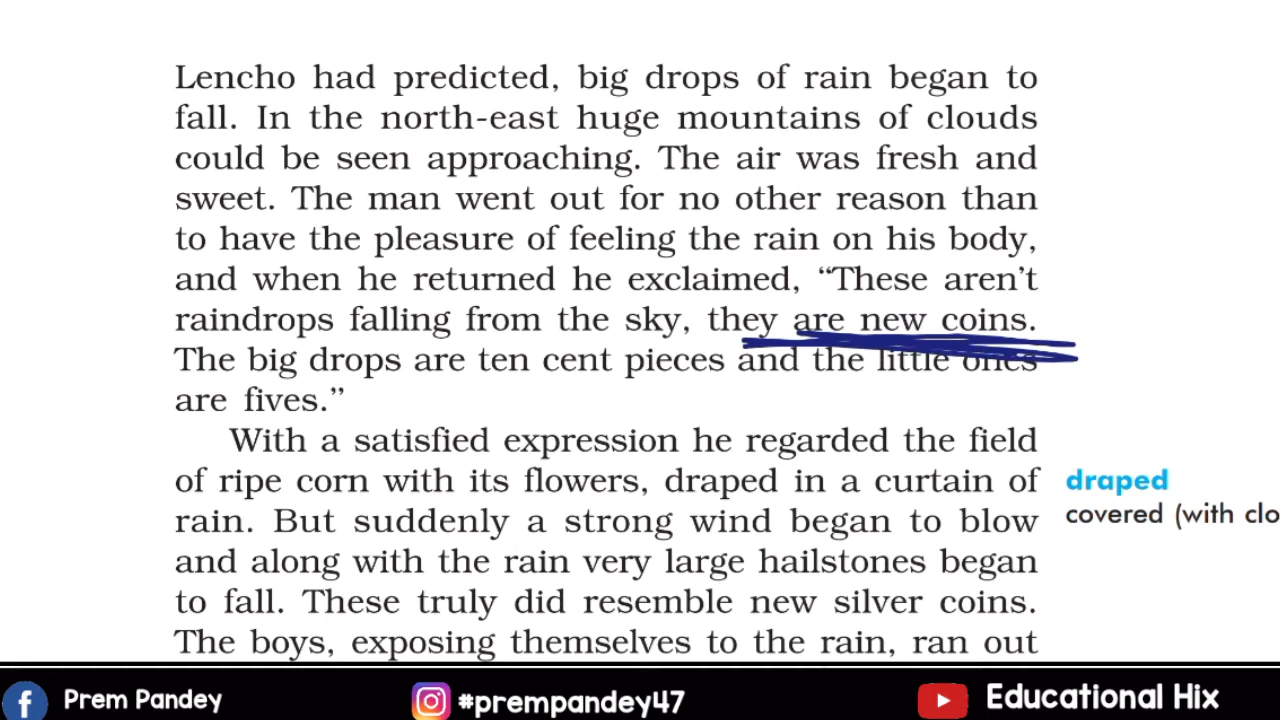 Lencho had predicted, big drops of rain began to
fall. In the north-east huge mountains of clouds
could be seen approaching. The air was fresh and
sweet. The man went out for no other reason than
to have the pleasure of feeling the rain on his body,
and when he returned he exclaimed, “These aren’t
raindrops falling from the sky, they are new coins.
The big drops are ten cent pieces and the little ones
are fives.”
With a satisfied expression he regarded the field
of ripe corn with its flowers, draped in a curtain of
rain. But suddenly a strong wind began to blow
and along with the rain very large hailstones began
to fall. These truly did resemble new silver coins.
The boys, exposing themselves to the rain, ran out
draped
covered (with clo
Prem Pandey
#prempandey47
Educational Hix